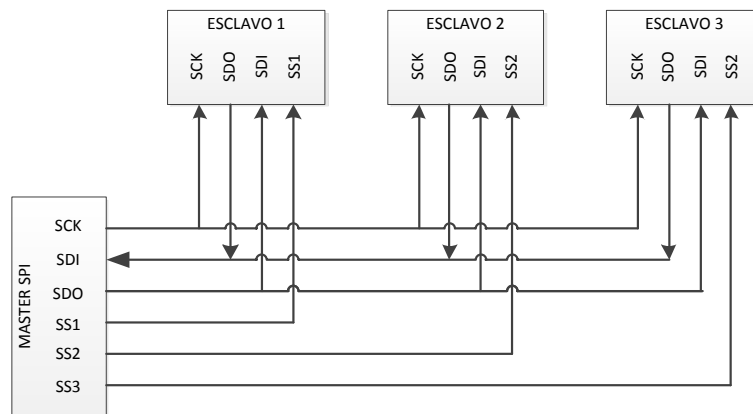 ESCLAVO 1
SCK
SDO
SDI
SS1
ESCLAVO 2
SCK
SDO
SDI
SS2
ESCLAVO 3
SCK
SDO
SDI
SS2
MASTER SPI
SCK
SDI
SDO
SS1
SS2
SS3